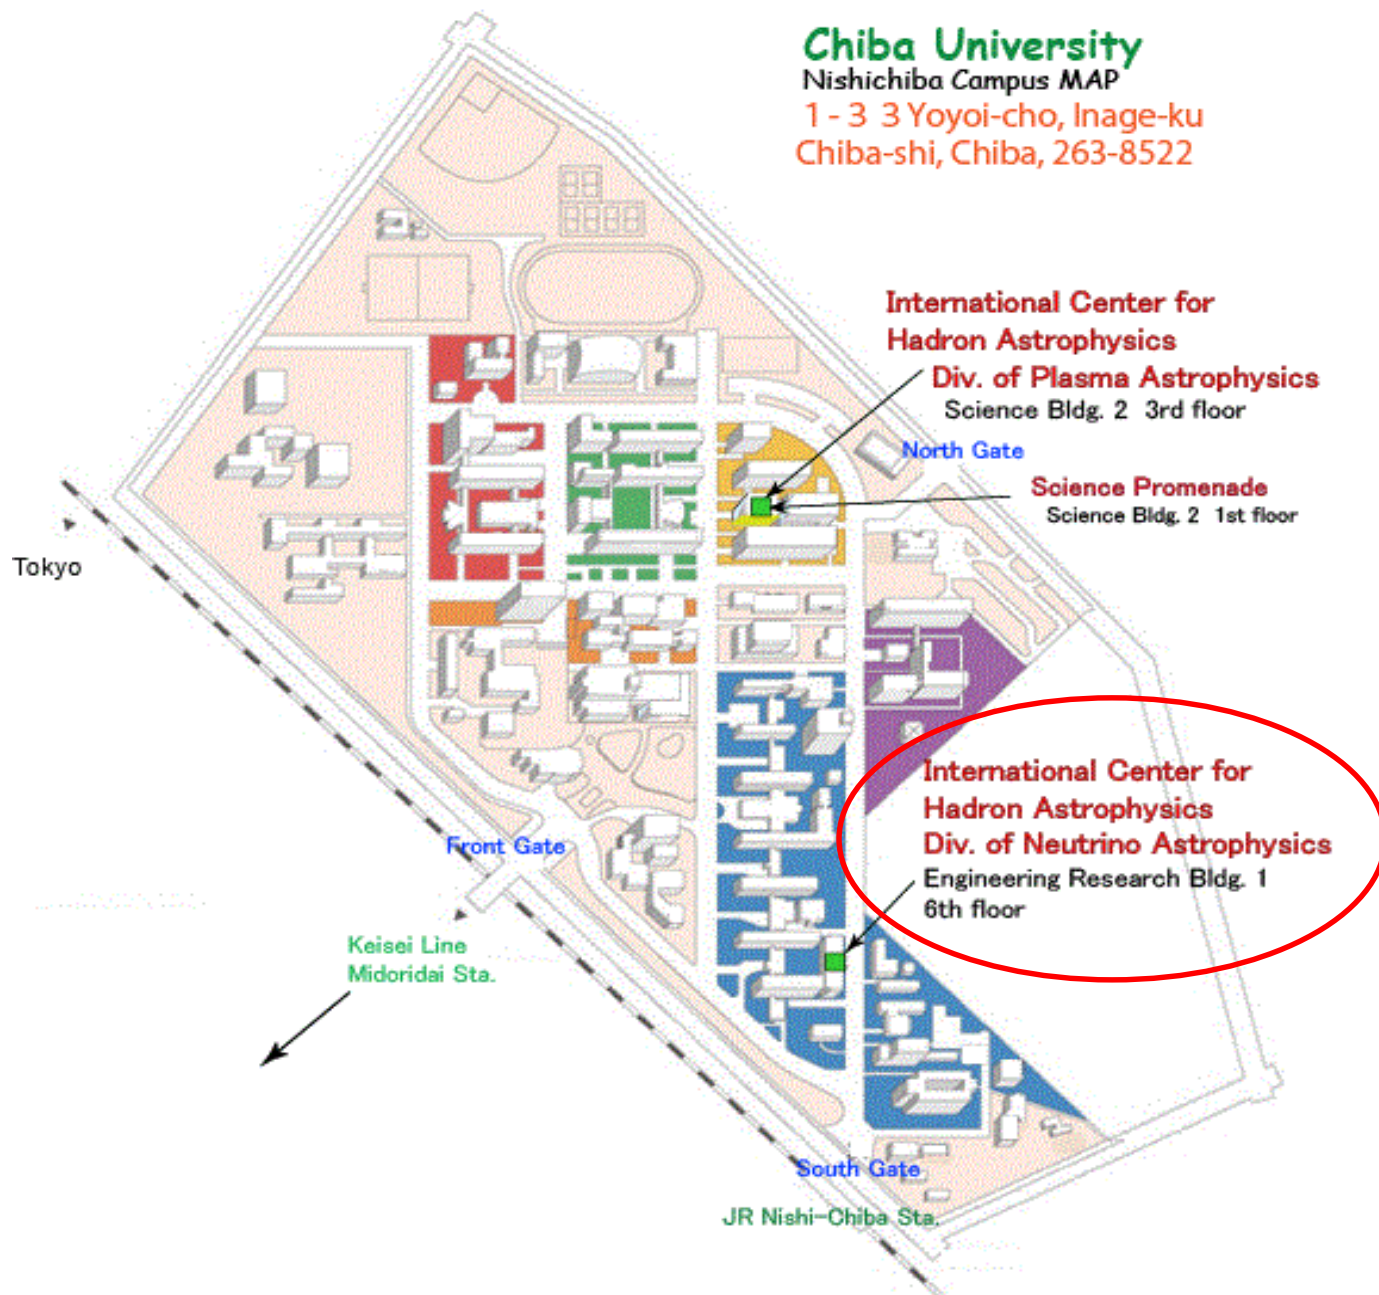 Chiba University
Nishichiba Campus MAP
1 - 3 3 Yoyoi-cho, Inage-ku
Chiba-shi, Chiba, 263-8522
International Center for
Hadron Astrophysics
Div. of Plasma Astrophysics
Science Bldg. 2 3rd floor
North Gate
Science Promenade
Science Bldg. 2 1st floor
Tokyo
International Center for
Hadron Astrophysics
Div. of Neutrino Astrophysics
Engineering Research Bldg. 1
6th floor
Front Gate
Keisei Line
Midoridai Sta.
South Gate
JR Nishi-Chiba Sta.